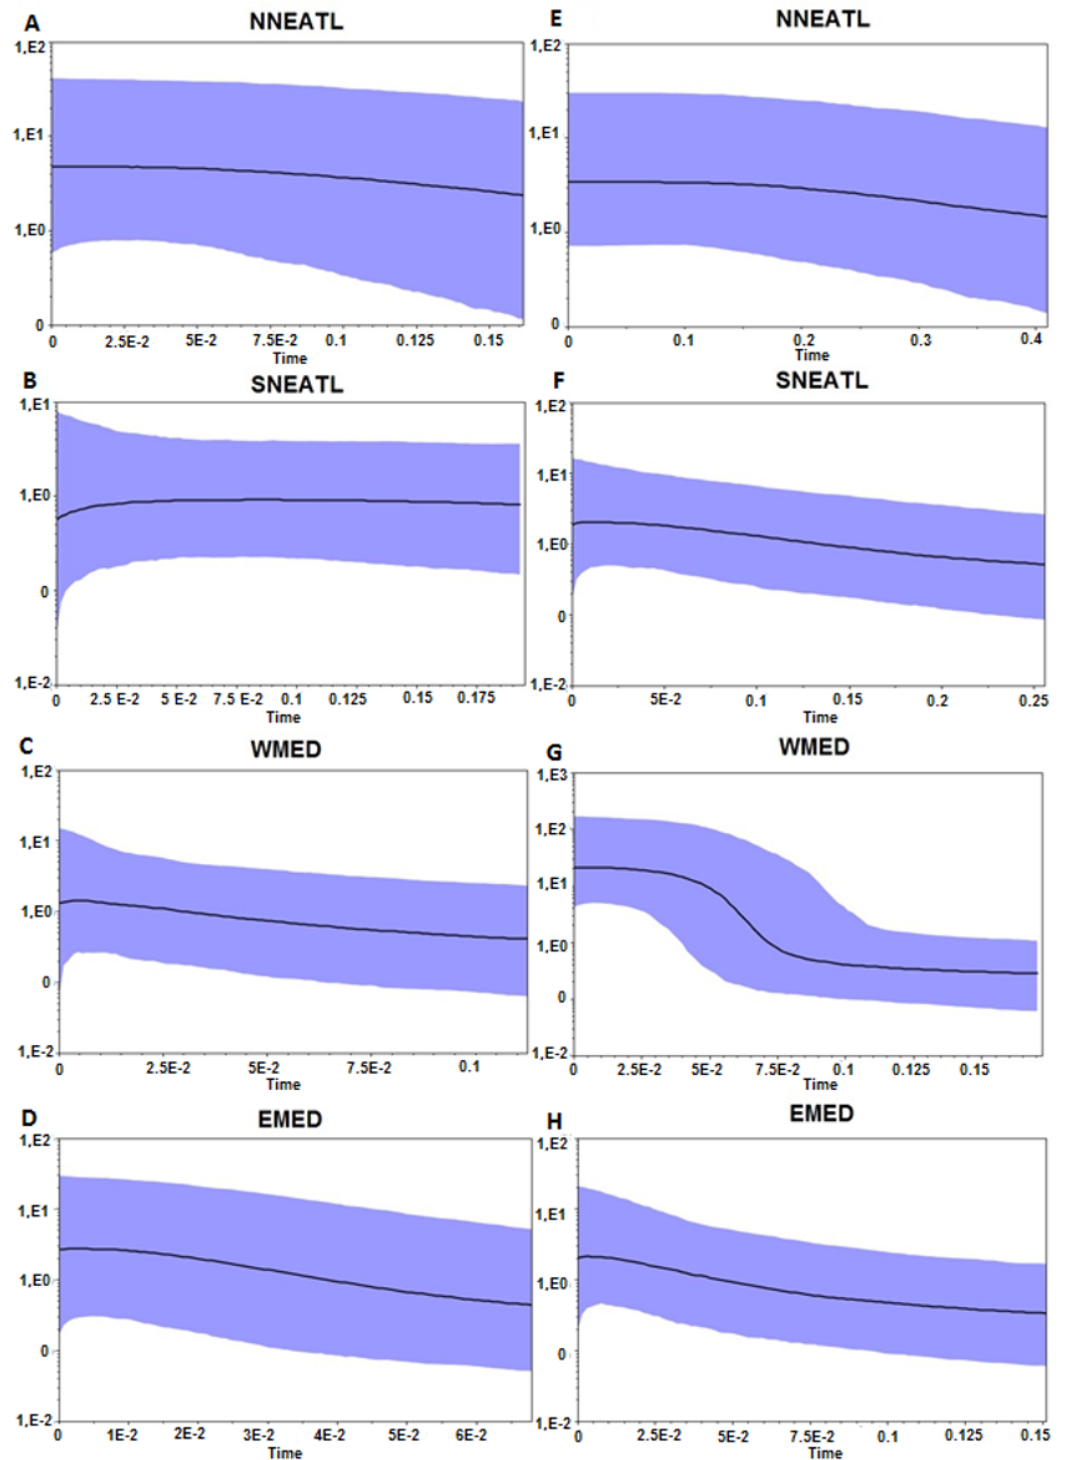 A
NNEATL
1,E2
1,E1
1,E0
0
0 2.5E-2 5E-2 7.5E-2 0.1 0.125 0.15
Time
E
NNEATL
1,E2
1,E1
1,E0
0
0 0.1 0.2 0.3 0.4
Time
B
SNEATL
1,E1
1,E0
0
1,E-2
0 2.5 E-2 5 E-2 7.5 E-2 0.1 0.125 0.15 0.175
Time
F
SNEATL
1,E2
1,E1
1,E0
0
1,E-2
0 5E-2 0.1 0.15 0.2 0.25
Time
C
WMED
1,E2
1,E1
1,E0
0
1,E-2
0 2.5E-2 5E-2 7.5E-2 0.1
Time
G
WMED
1,E3
1,E2
1,E1
1,E0
0
1,E-2
0 2.5E-2 5E-2 7.5E-2 0.1 0.125 0.15
Time
D
EMED
1,E2
1,E1
1,E0
0
1,E-2
0 1E-2 2E-2 3E-2 4E-2 5E-2 6E-2
Time
H
EMED
1,E2
1,E1
1,E0
0
1,E-2
0 2.5E-2 5E-2 7.5E-2 0.1 0.125 0.15
Time